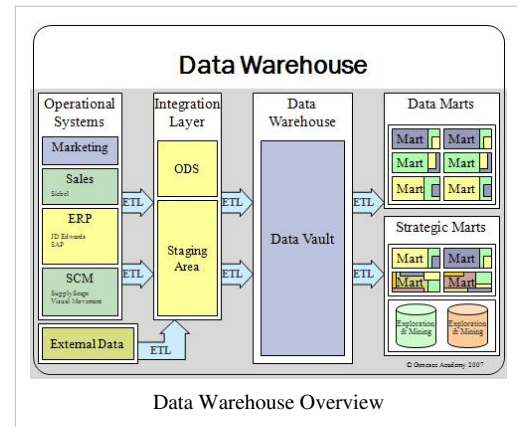 Data Warehouse
Operational
Systems
Marketing
Sales
Siebel
ERP
JD Edwards
SAP
SCM
SupplySange
Visual Movement
External Data
ETL
ETL
ETL
Integration
Layer
ODS
Staging
Area
ETL
ETL
Data
Warehouse
Data Vault
ETL
ETL
Data Marts
Mart
Mart
Mart
Mart
Mart
Mart
Strategic Marts
Mart
Mart
Mart
Mart
Exploration
& Mining
Exploration
& Mining
© Genesee Academy 2007
Data Warehouse Overview